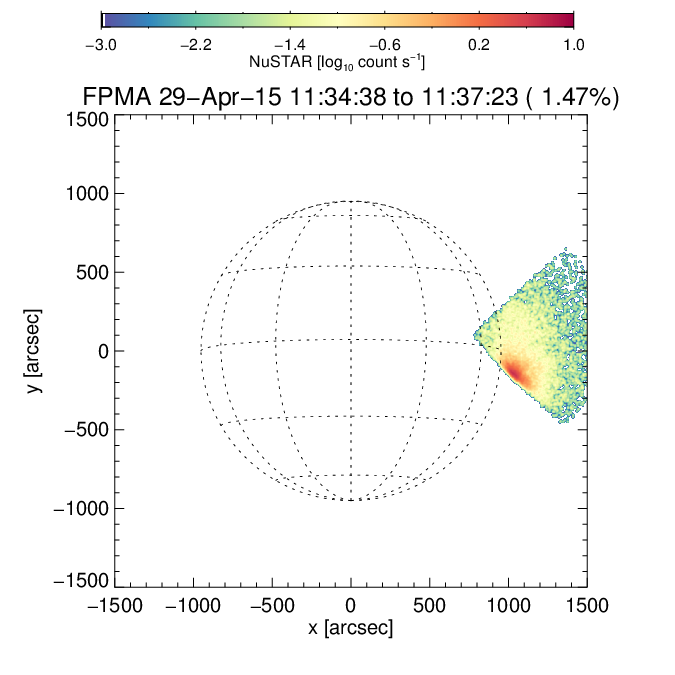 −3.0 −2.2 −1.4 −0.6 0.2 1.0
NuSTAR [log₁₀ count s⁻¹]
FPMA 29−Apr−15 11:34:38 to 11:37:23 ( 1.47%)
1500
1000
500
0
−500
−1000
−1500
y [arcsec]
−1500 −1000 −500 0 500 1000 1500
x [arcsec]